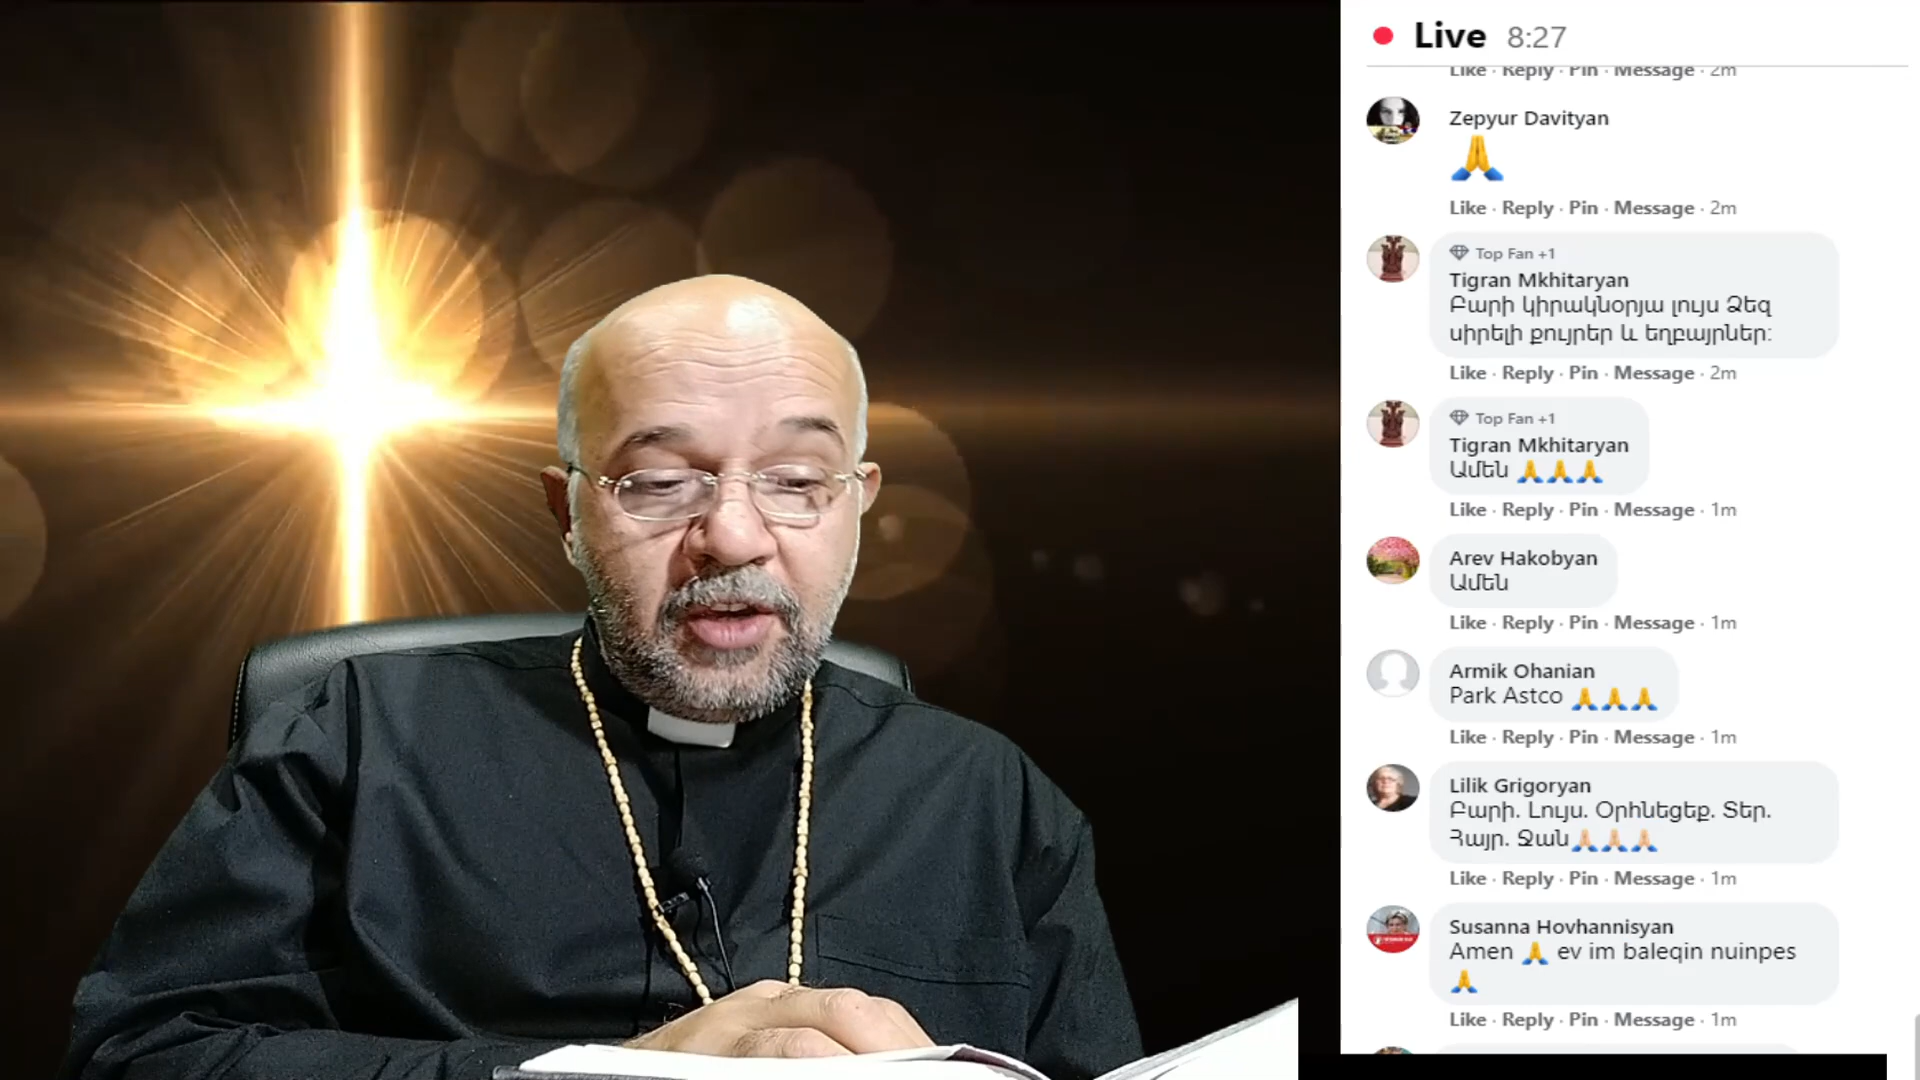 Live 8:27
Like · Reply · Pin · Message · 2m
Zepyur Davityan
🙏
Like · Reply · Pin · Message · 2m
Top Fan +1
Tigran Mkhitaryan
Բարի կիրակնօրյա լույս Ձեզ
սիրելի քույրեր և եղբայրներ:
Like · Reply · Pin · Message · 2m
Top Fan +1
Tigran Mkhitaryan
Ամեն 🙏🙏🙏
Like · Reply · Pin · Message · 1m
Arev Hakobyan
Ամեն
Like · Reply · Pin · Message · 1m
Armik Ohanian
Park Astco 🙏🙏🙏
Like · Reply · Pin · Message · 1m
Lilik Grigoryan
Բարի. Լույս. Օրհնեցեք. Տեր.
Հայր. Ջան🙏🏻🙏🏻🙏🏻
Like · Reply · Pin · Message · 1m
Susanna Hovhannisyan
Amen 🙏 ev im baleqin nuinpes
🙏
Like · Reply · Pin · Message · 1m